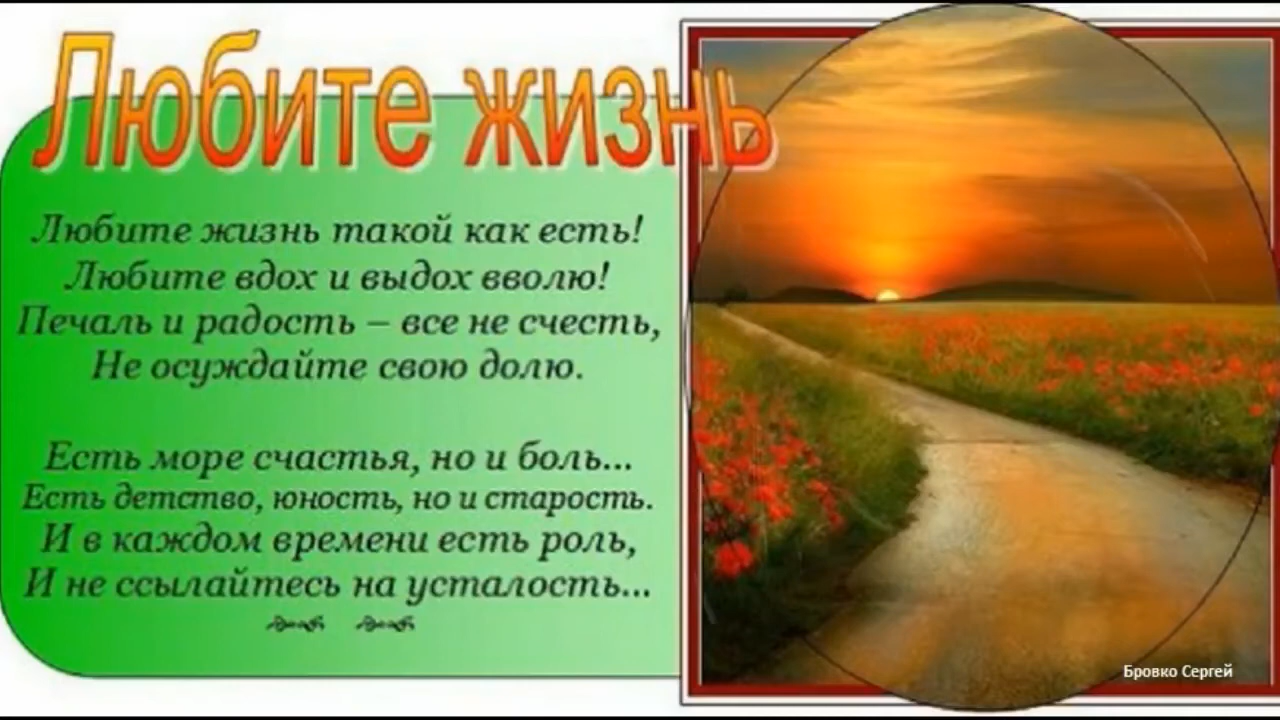 Любите жизнь
Любите жизнь такой как есть!
Любите вдох и выдох вволю!
Печаль и радость – все не счесть,
Не осуждайте свою долю.
Есть море счастья, но и боль...
Есть детство, юность, но и старость.
И в каждом времени есть роль,
И не ссылайтесь на усталость...
Бровко Сергей